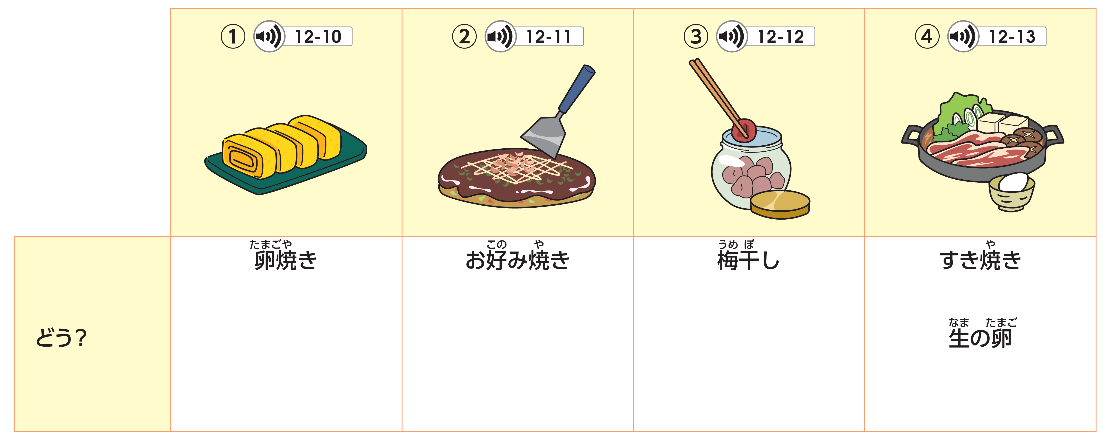 ① 12-10
② 12-11
③ 12-12
④ 12-13
たまごや
卵焼き
この や
お好み焼き
うめ ぼ
梅干し
や
すき焼き
どう?
なま たまご
生の卵